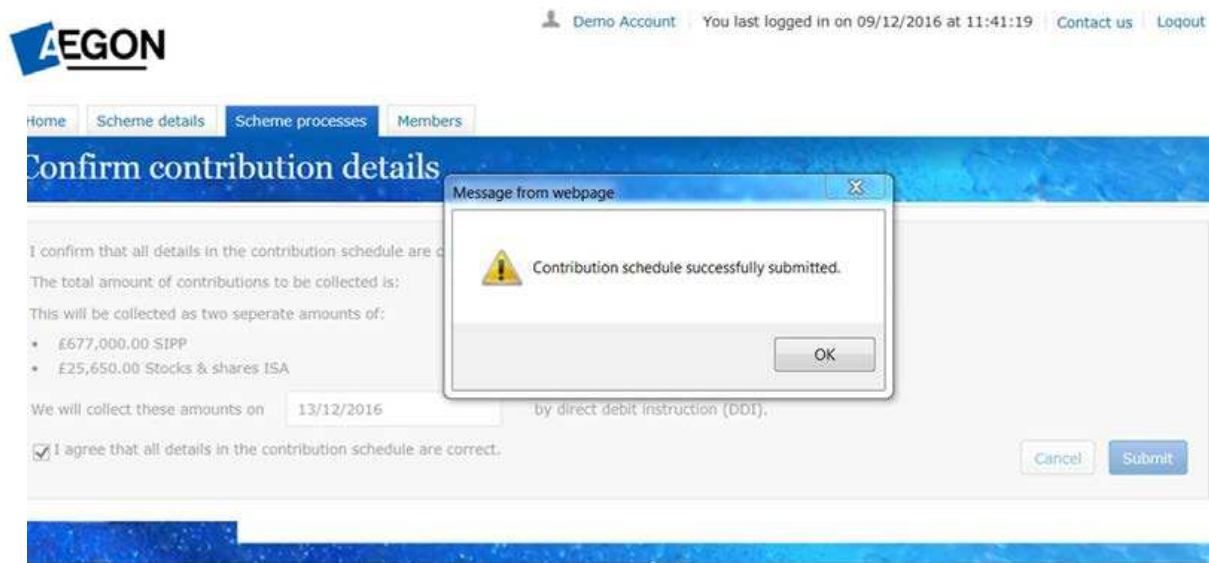 AEGON
Demo Account You last logged in on 09/12/2016 at 11:41:19 Contact us Logout
Home Scheme details Scheme processes Members
Confirm contribution details
Message from webpage
I confirm that all details in the contribution schedule are
Contribution schedule successfully submitted.
The total amount of contributions to be collected is:
This will be collected as two seperate amounts of:
• £677,000.00 SIPP
• £25,650.00 Stocks & shares ISA
OK
We will collect these amounts on 13/12/2016 by direct debit instruction (DDI).
I agree that all details in the contribution schedule are correct.
Cancel Submit